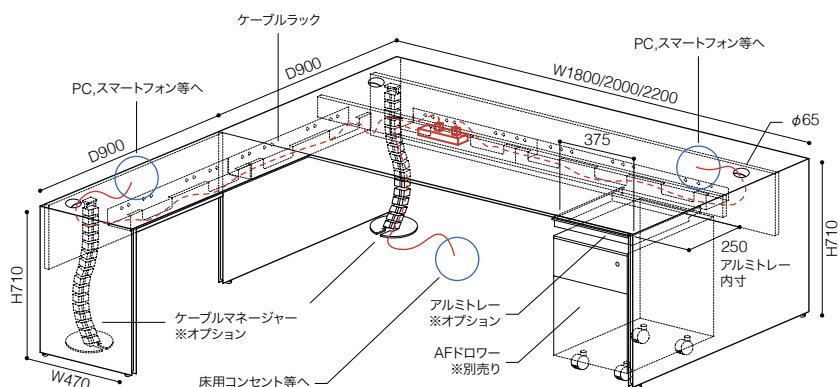 ケーブルラック
PC,スマートフォン等へ
D900
W1800/2000/2200
PC,スマートフォン等へ
D900
φ65
375
H710
H710
250
アルミトレー
内寸
ケーブルマネージャー
※オプション
アルミトレー
※オプション
AFドロワー
※別売り
床用コンセント等へ
W470